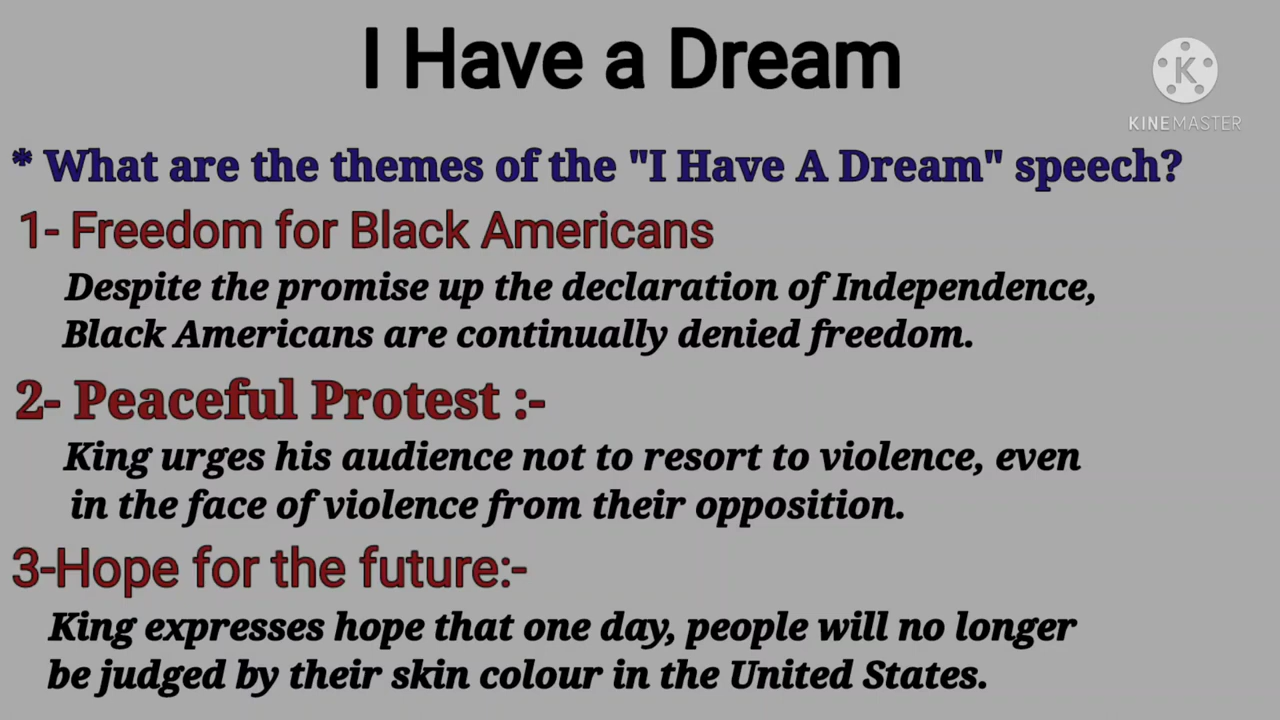 I Have a Dream
K
KINEMASTER
* What are the themes of the "I Have A Dream" speech?
1- Freedom for Black Americans
Despite the promise up the declaration of Independence,
Black Americans are continually denied freedom.
2- Peaceful Protest :-
King urges his audience not to resort to violence, even
in the face of violence from their opposition.
3-Hope for the future:-
King expresses hope that one day, people will no longer
be judged by their skin colour in the United States.